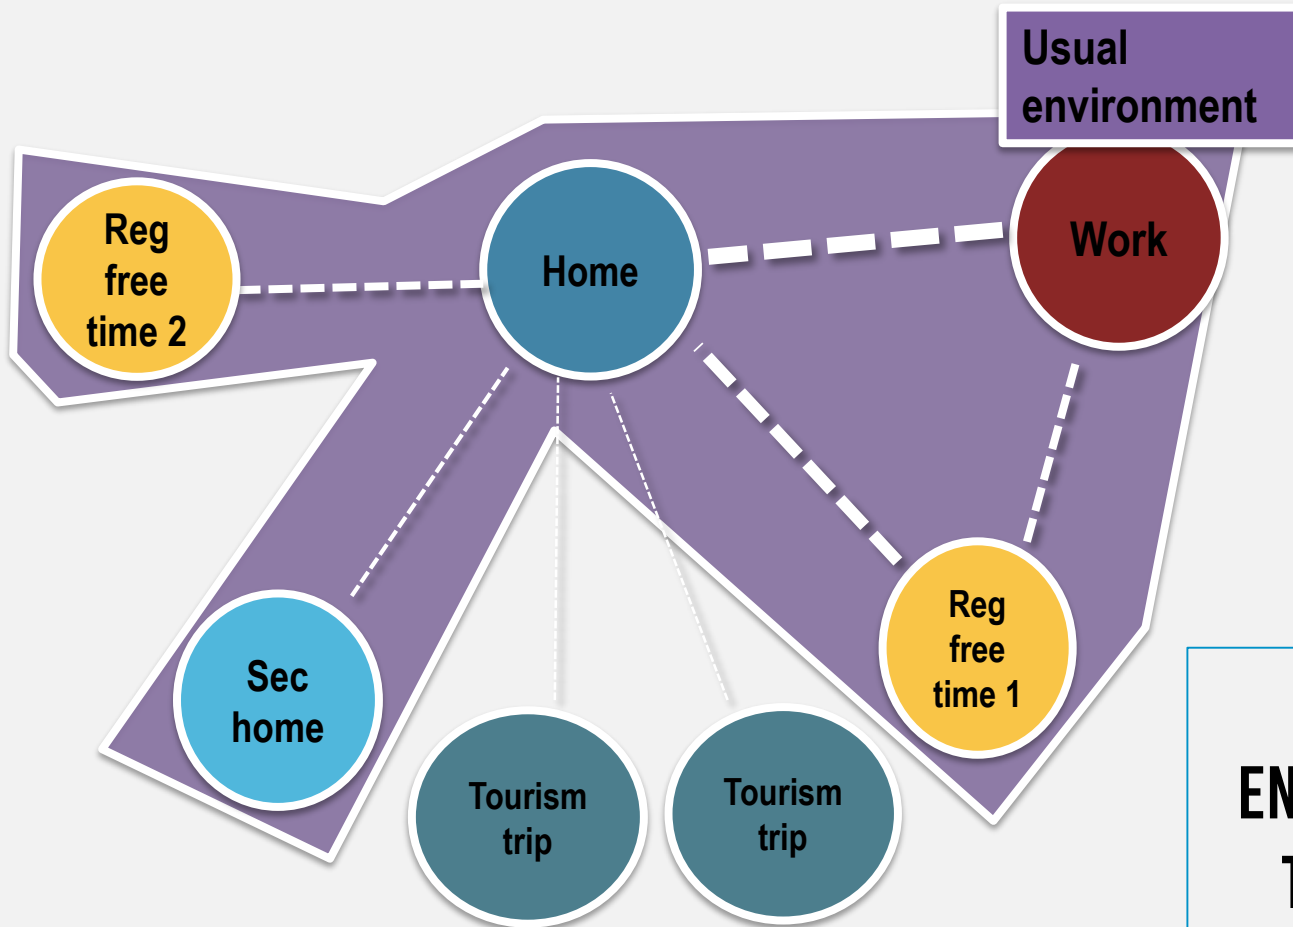 Usual
environment
Reg
free
time 2
Home
Work
Reg
free
time 1
Sec
home
Tourism
trip
Tourism
trip